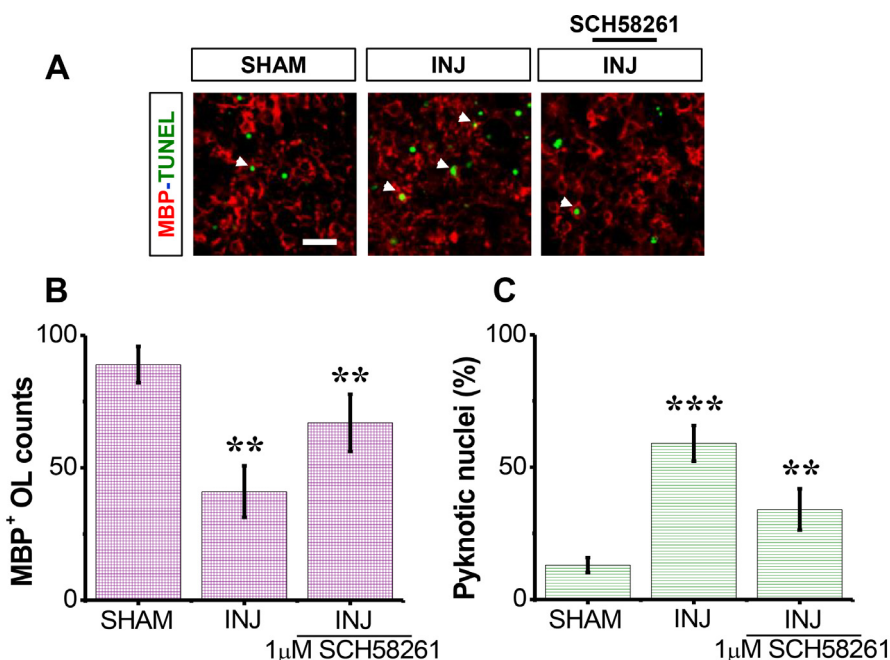 SCH58261
A
SHAM
INJ
INJ
MBP-TUNEL
B
MBP+ OL counts
100
50
0
**
**
SHAM
INJ
INJ
1µM SCH58261
C
Pyknotic nuclei (%)
100
50
0
***
**
SHAM
INJ
INJ
1µM SCH58261